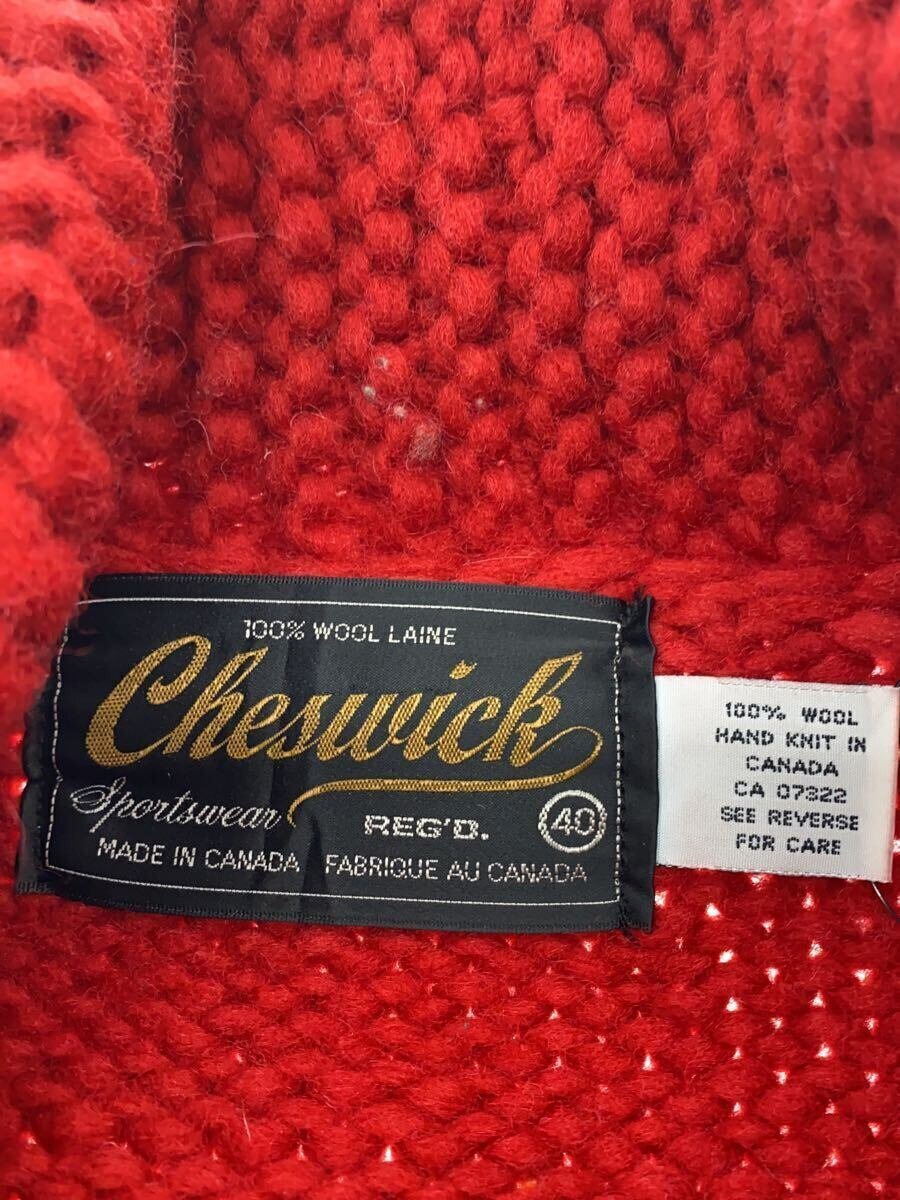 100% WOOL LAINE
Cheswick
Sportswear REG'D. 40
MADE IN CANADA FABRIQUE AU CANADA
100% WOOL
HAND KNIT IN
CANADA
CA 07322
SEE REVERSE
FOR CARE